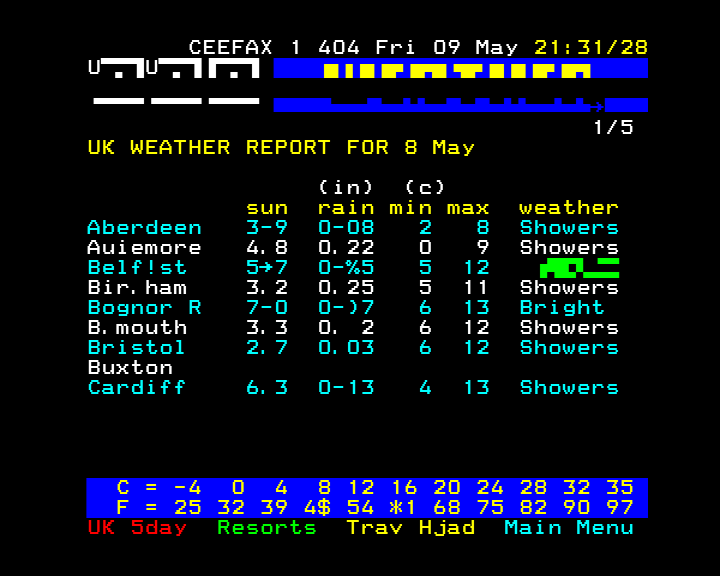 CEEFAX 1 404 Fri 09 May 21:31/28
1/5
UK WEATHER REPORT FOR 8 May
(in) (c)
sun rain min max weather
Aberdeen 3-9 0-08 2 8 Showers
Auiemore 4.8 0.22 0 9 Showers
Belf!st 5→7 0-%5 5 12
Bir.ham 3.2 0.25 5 11 Showers
Bognor R 7-0 0-)7 6 13 Bright
B.mouth 3.3 0. 2 6 12 Showers
Bristol 2.7 0.03 6 12 Showers
Buxton
Cardiff 6.3 0-13 4 13 Showers
C = -4 0 4 8 12 16 20 24 28 32 35
F = 25 32 39 4$ 54 *1 68 75 82 90 97
UK 5day Resorts Trav Hjad Main Menu